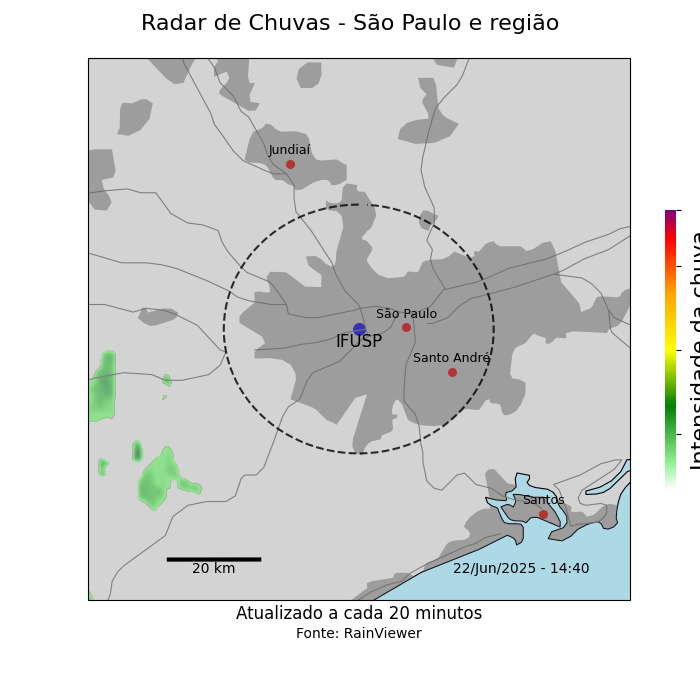 Radar de Chuvas - São Paulo e região
Jundiaí
São Paulo
IFUSP
Santo André
Santos
20 km
22/Jun/2025 - 14:40
Intensidade da chuva
Atualizado a cada 20 minutos
Fonte: RainViewer